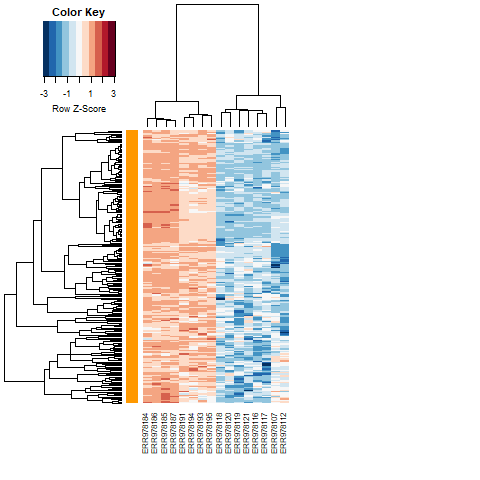 Color Key
-3 -1 1 3
Row Z-Score
ERR978184
ERR978186
ERR978185
ERR978187
ERR978191
ERR978194
ERR978193
ERR978195
ERR978118
ERR978120
ERR978119
ERR978121
ERR978116
ERR978117
ERR978107
ERR978112